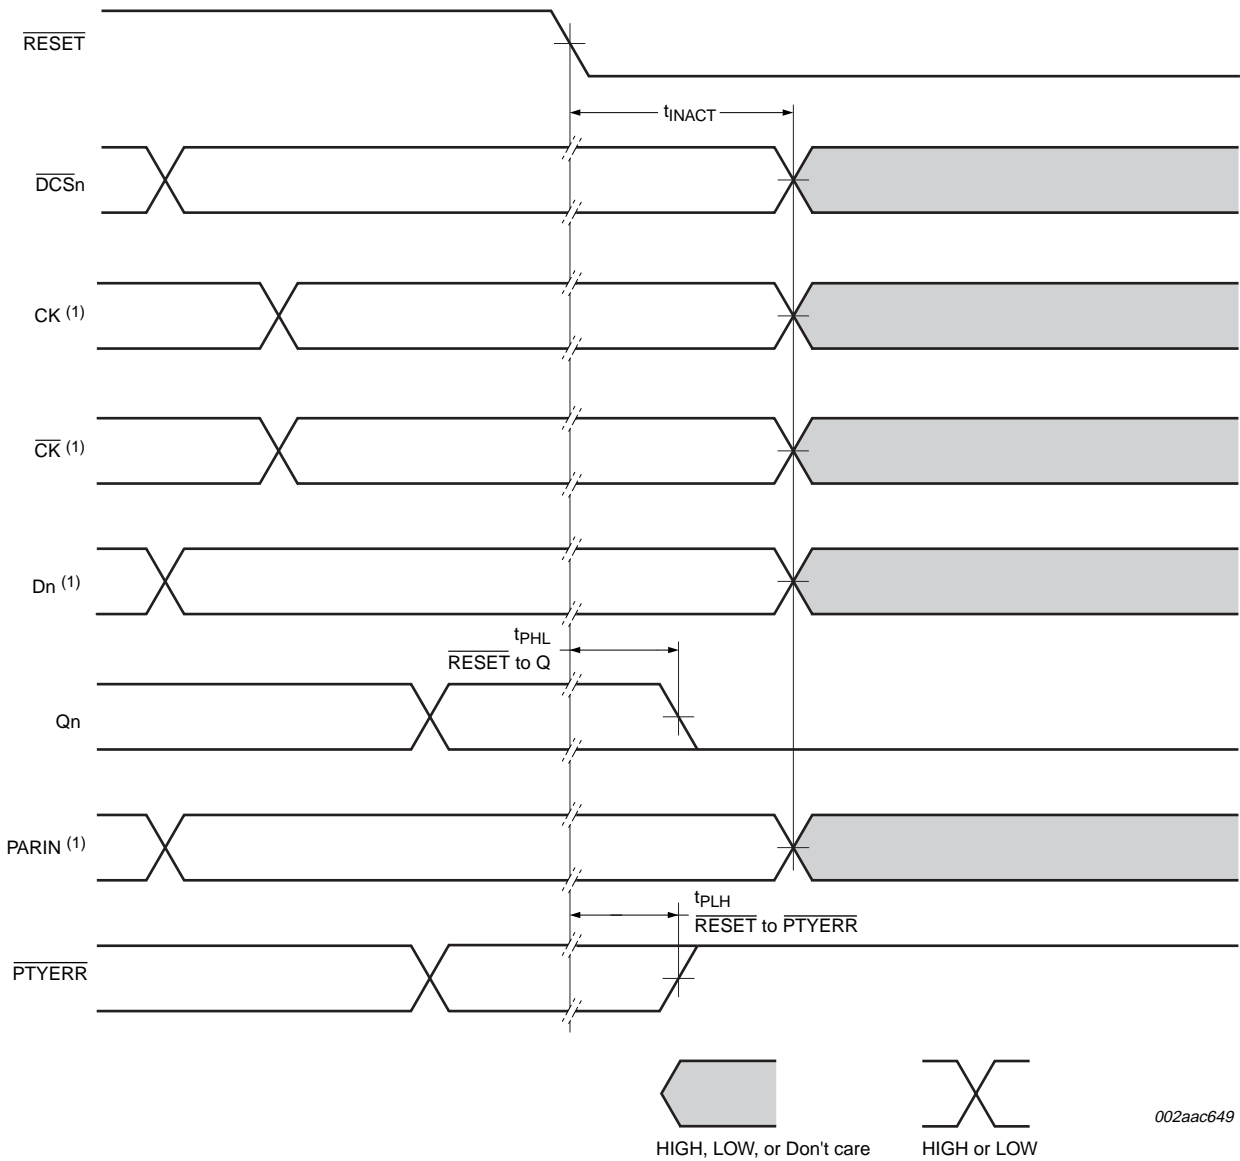 RESET
tINACT
DCSn
CK (1)
CK (1)
Dn (1)
tPHL
RESET to Q
Qn
PARIN (1)
tPLH
RESET to PTYERR
PTYERR
HIGH, LOW, or Don't care
HIGH or LOW
002aac649